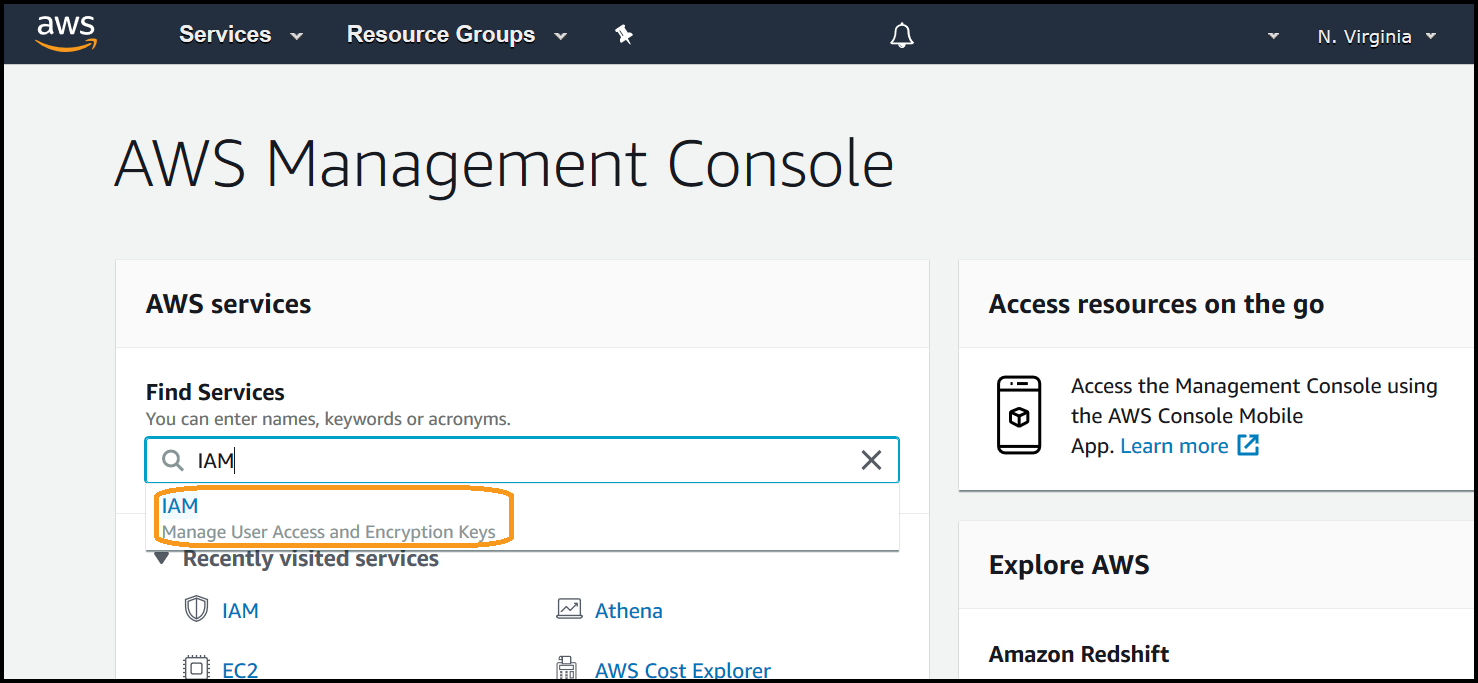 aws
Services
Resource Groups
N. Virginia
AWS Management Console
AWS services
Find Services
You can enter names, keywords or acronyms.
IAM
IAM
Manage User Access and Encryption Keys
Recently visited services
IAM
Athena
EC2
AWS Cost Explorer
Access resources on the go
Access the Management Console using
the AWS Console Mobile
App. Learn more
Explore AWS
Amazon Redshift